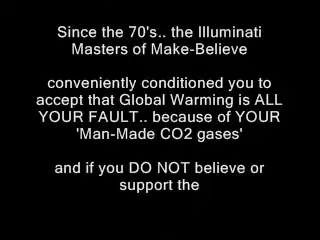 Since the 70's.. the Illuminati
Masters of Make-Believe
conveniently conditioned you to
accept that Global Warming is ALL
YOUR FAULT.. because of YOUR
'Man-Made CO2 gases'
and if you DO NOT believe or
support the